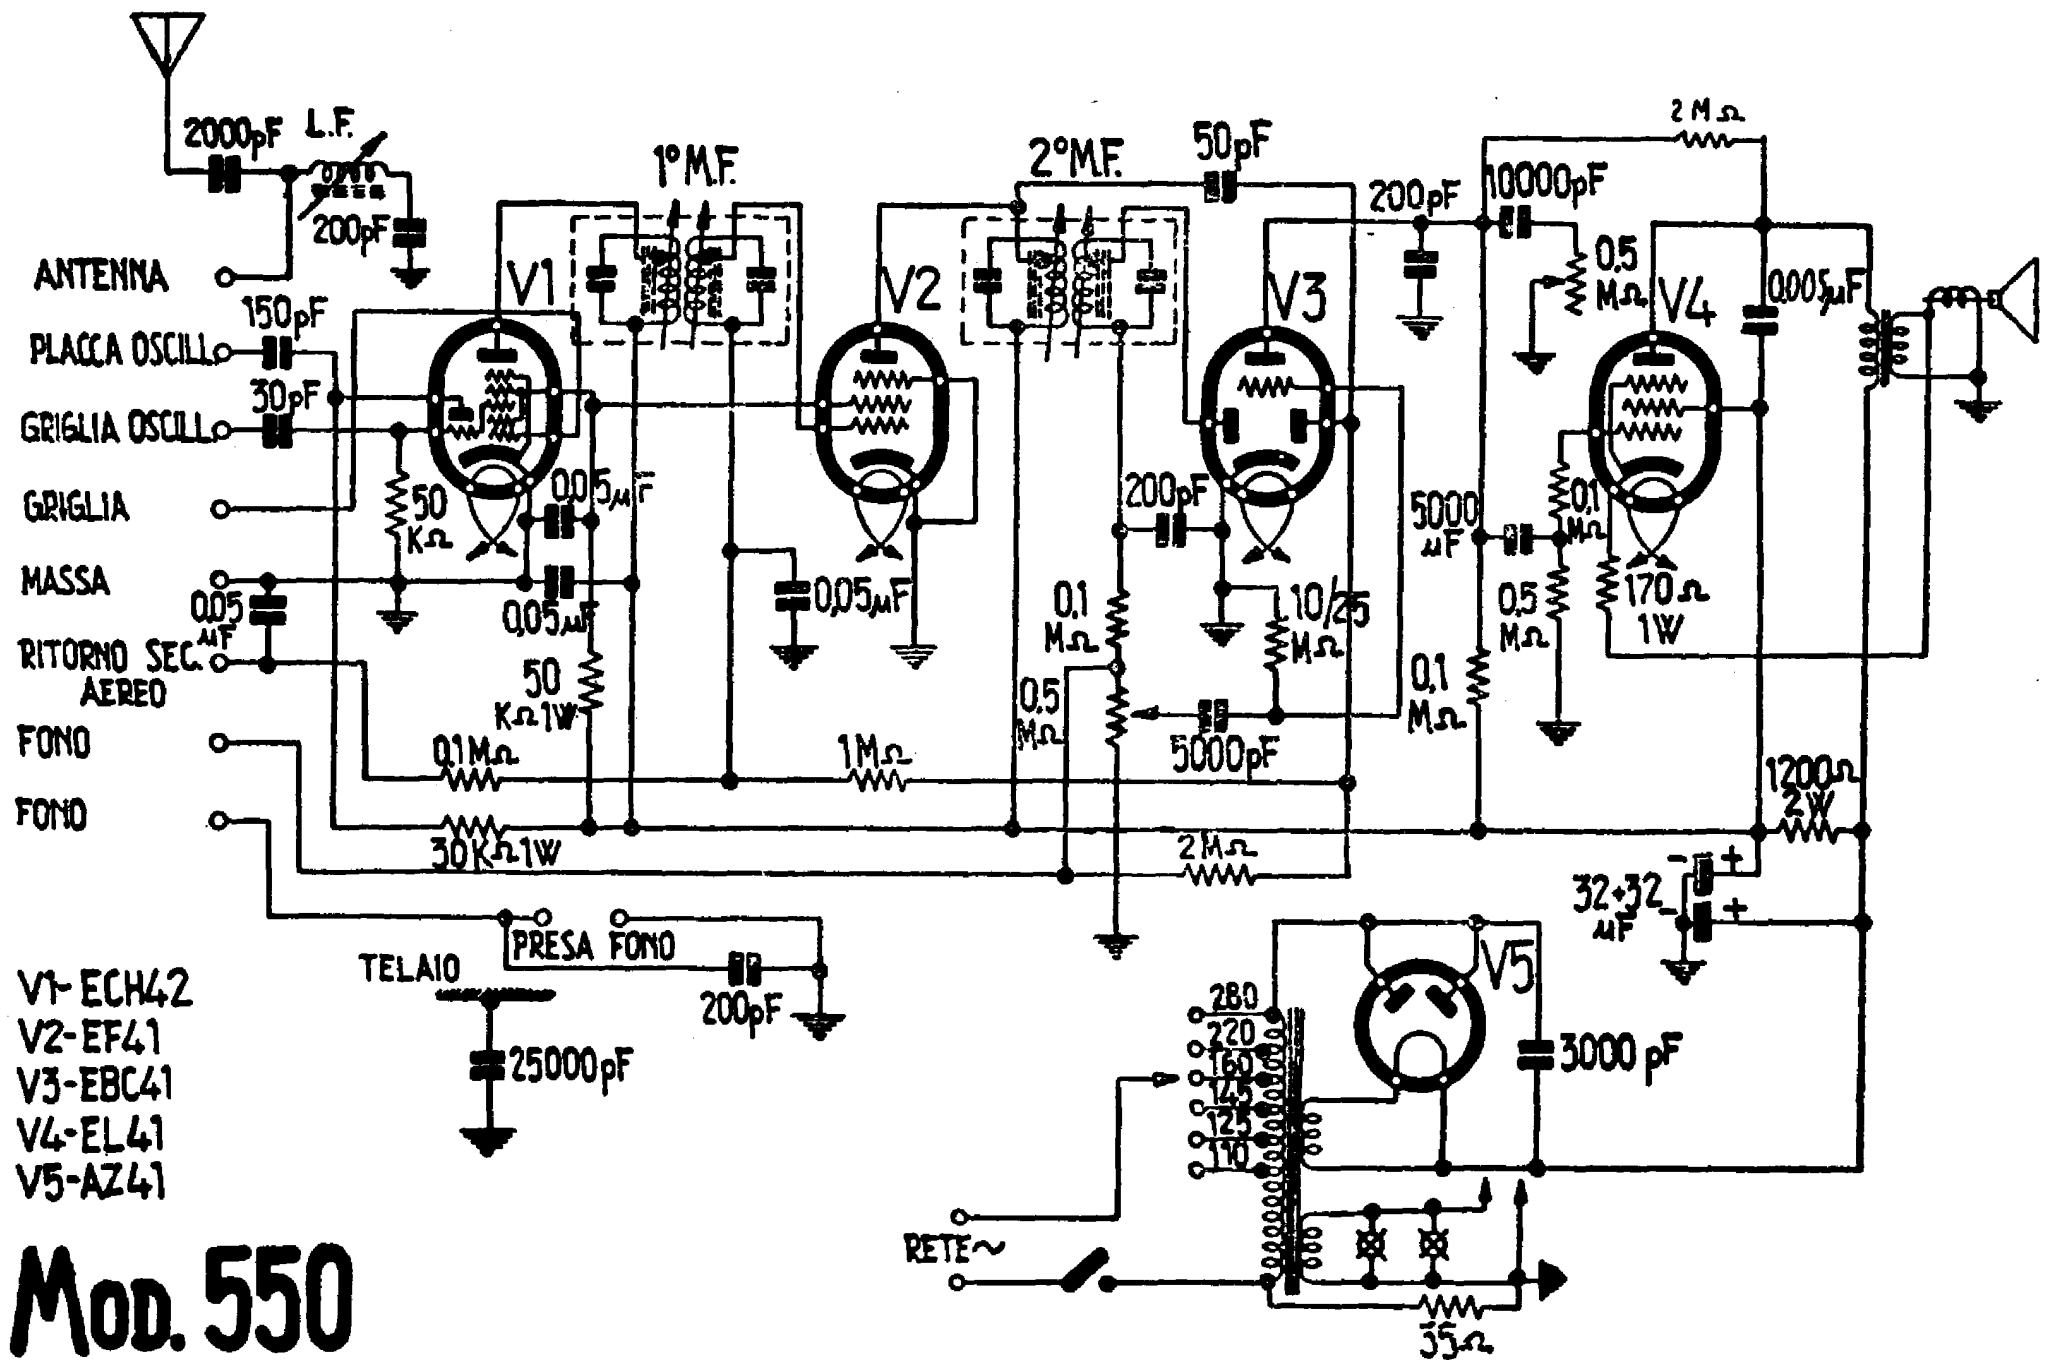 2000pF
L.F.
200pF
ANTENNA
150pF
PLACCA OSCILL.
30pF
GRIGLIA OSCILL.
GRIGLIA
MASSA
0,05
µF
RITORNO SEC.
AEREO
FONO
FONO
50
KΩ
V1
1º M.F.
0,05µF
0,05µF
50
KΩ 1W
0,1MΩ
30KΩ 1W
V2
0,05µF
1MΩ
2º M.F.
50pF
V3
200pF
0,1
MΩ
0,5
MΩ
10/25
MΩ
5000pF
2MΩ
200pF
10000pF
2MΩ
0,5
MΩ
V4
0,005µF
5000
µF
0,1
MΩ
0,5
MΩ
170Ω
1W
0,1
MΩ
1200Ω
2W
- +
32+32
µF
- +
PRESA FONO
TELAIO
200pF
25000pF
V1-ECH42
V2-EF41
V3-EBC41
V4-EL41
V5-AZ41
MOD. 550
V5
280
220
160
145
125
110
3000 pF
RETE~
35Ω